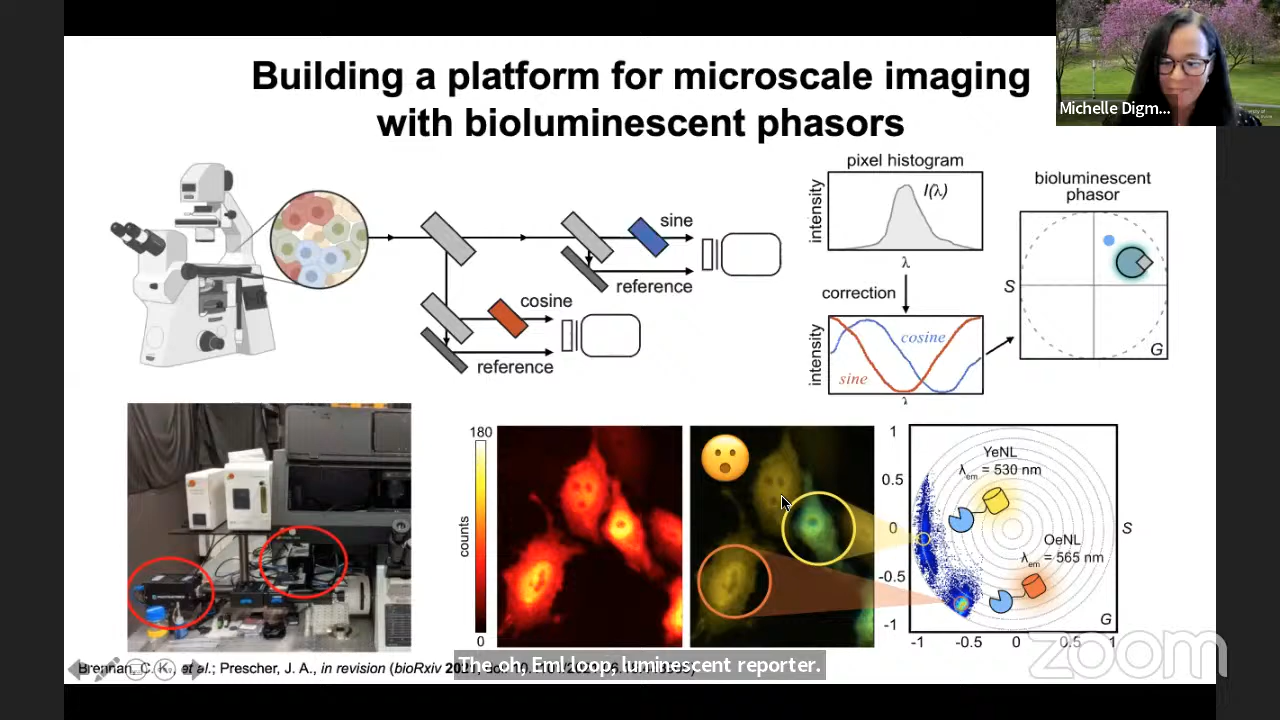 Building a platform for microscale imaging
with bioluminescent phasors
Michelle Digm...
sine
reference
cosine
reference
pixel histogram
intensity
I(λ)
λ
correction
intensity
cosine
sine
λ
bioluminescent
phasor
S
G
180
counts
0
1
0.5
0
-0.5
-1
YeNL
λem = 530 nm
OeNL
λem = 565 nm
S
G
-1
-0.5
0
0.5
1
Brennan, C. K., et al.; Prescher, J. A., in revision (bioRxiv
The oh, Eml loop, luminescent reporter.
zoom